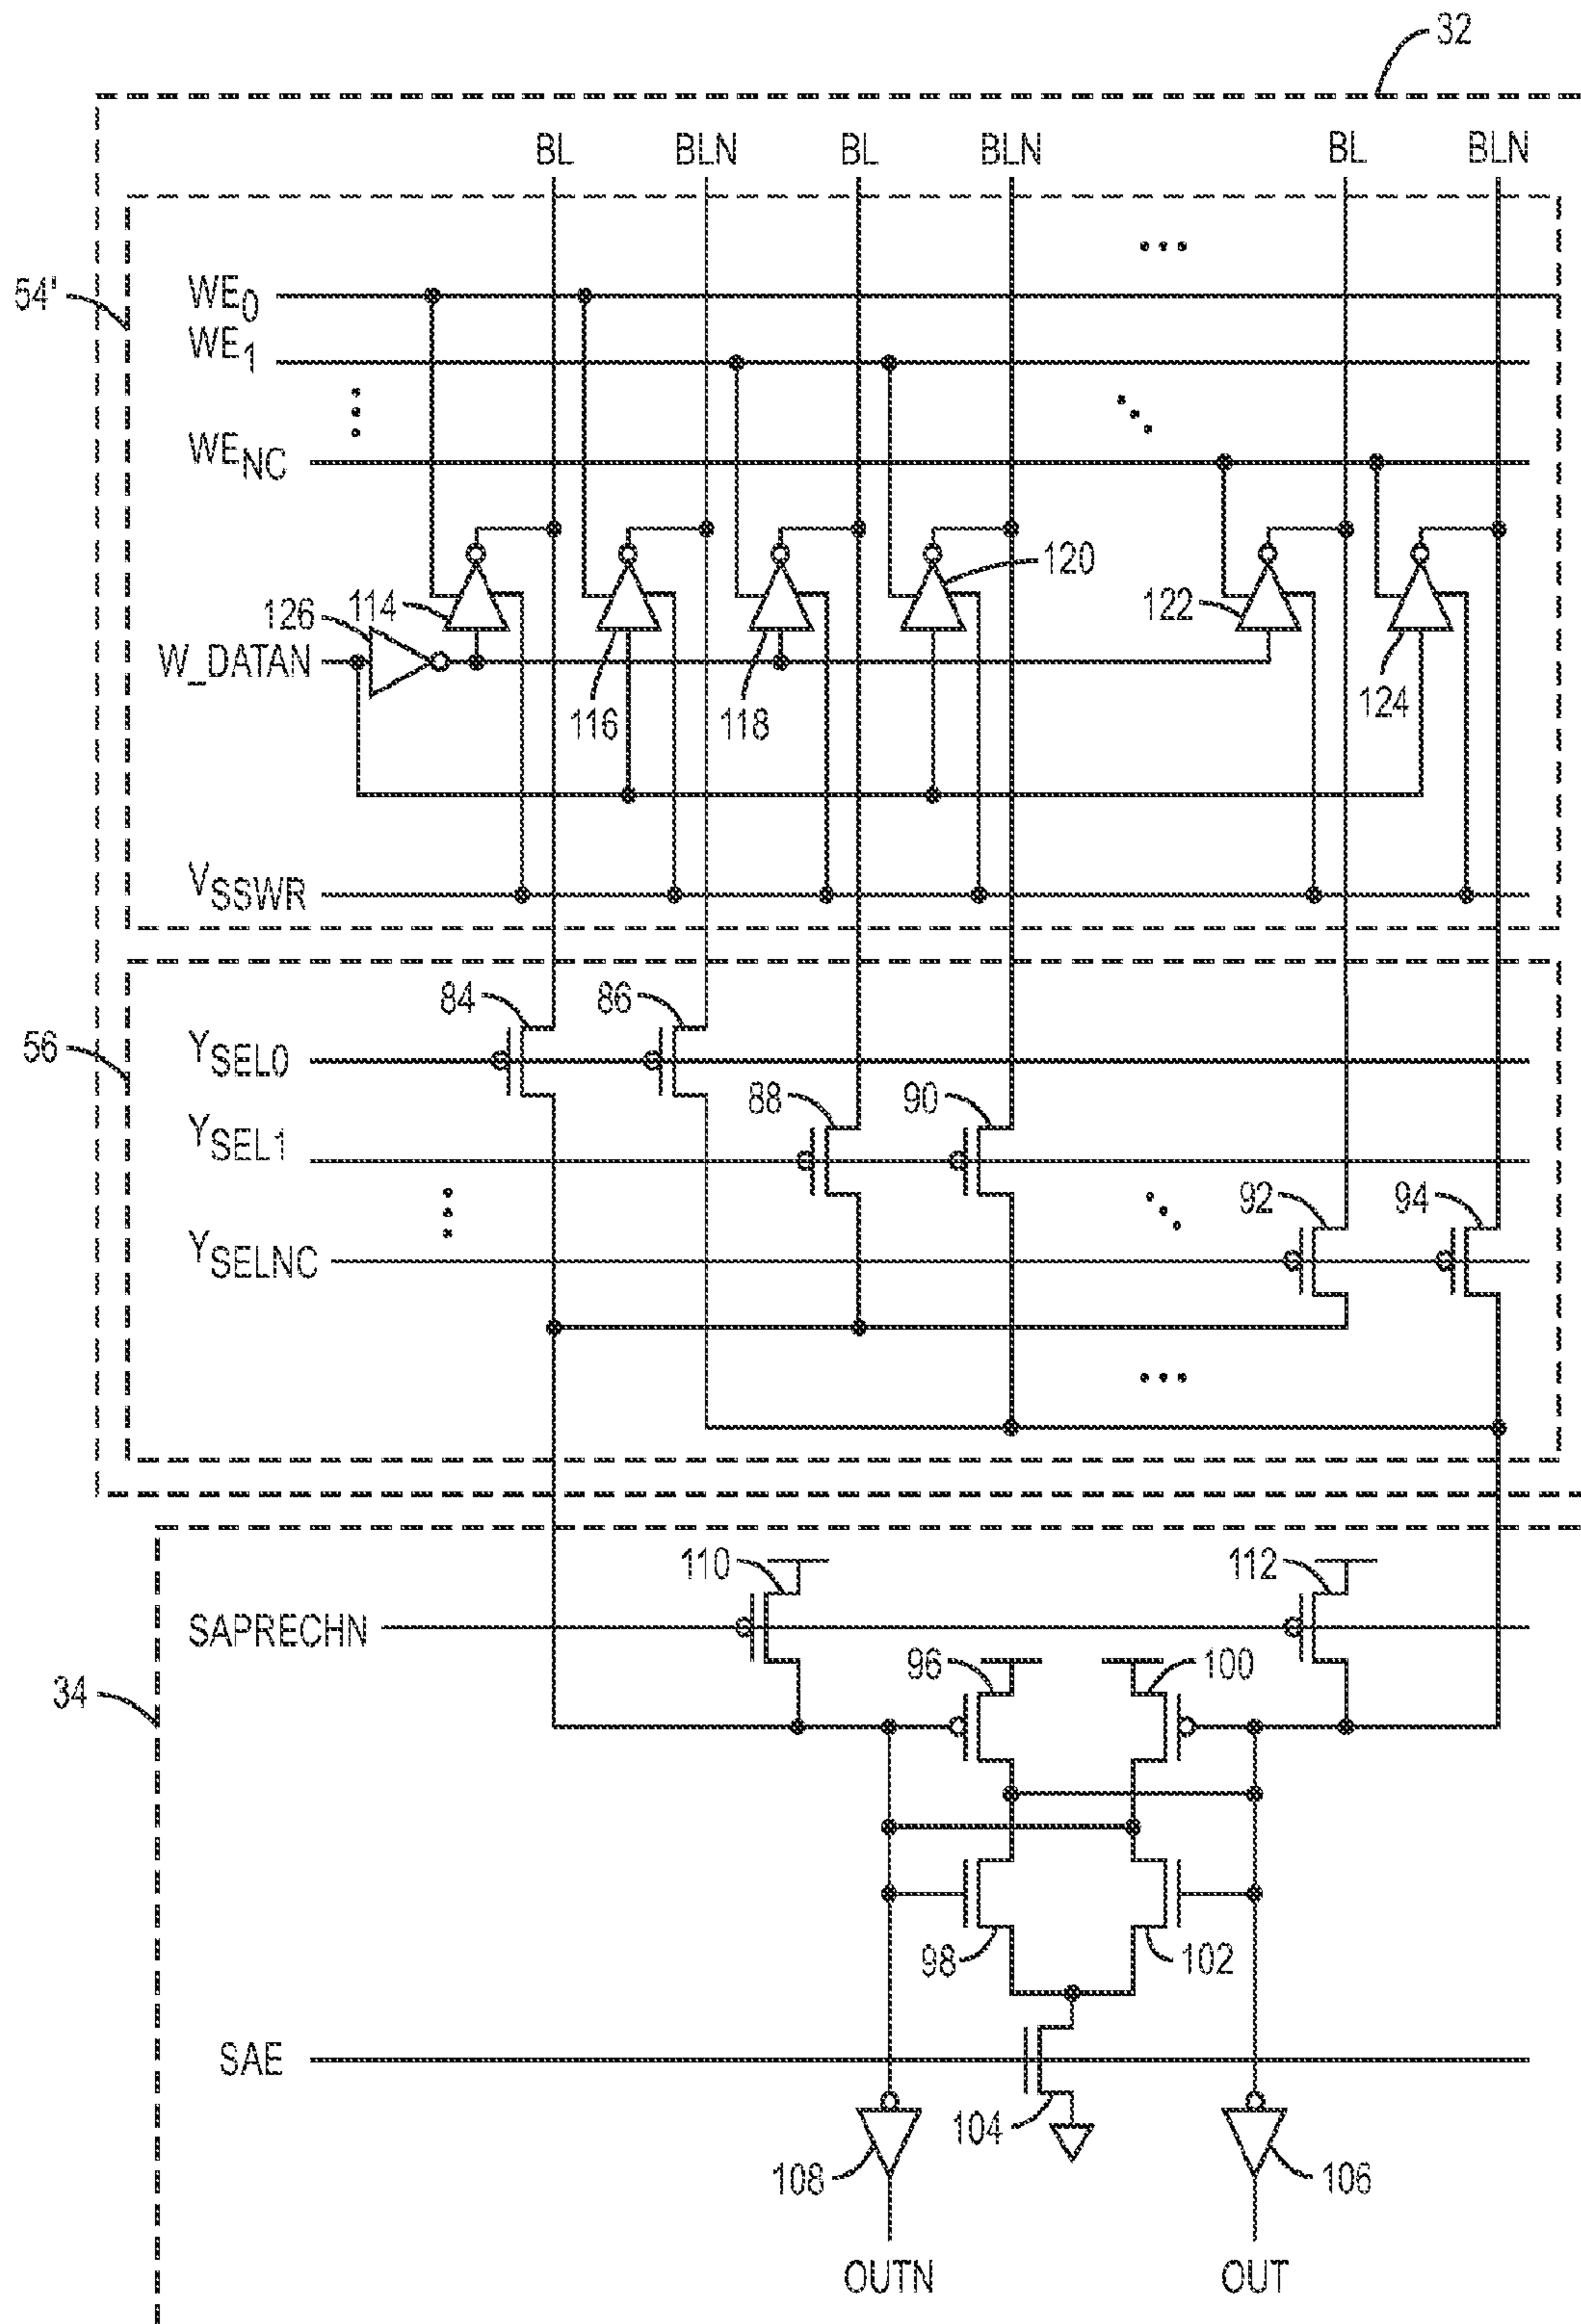 32
BL BLN BL BLN BL BLN
54'
WE0
WE1
WENC
120
126 114 122
W_DATAN
116 118 124
VSSWR
84 86
56
YSEL0
88 90
YSEL1
92 94
YSELNC
110 112
SAPRECHN
96 100
34
98 102
SAE
104
108 106
OUTN OUT